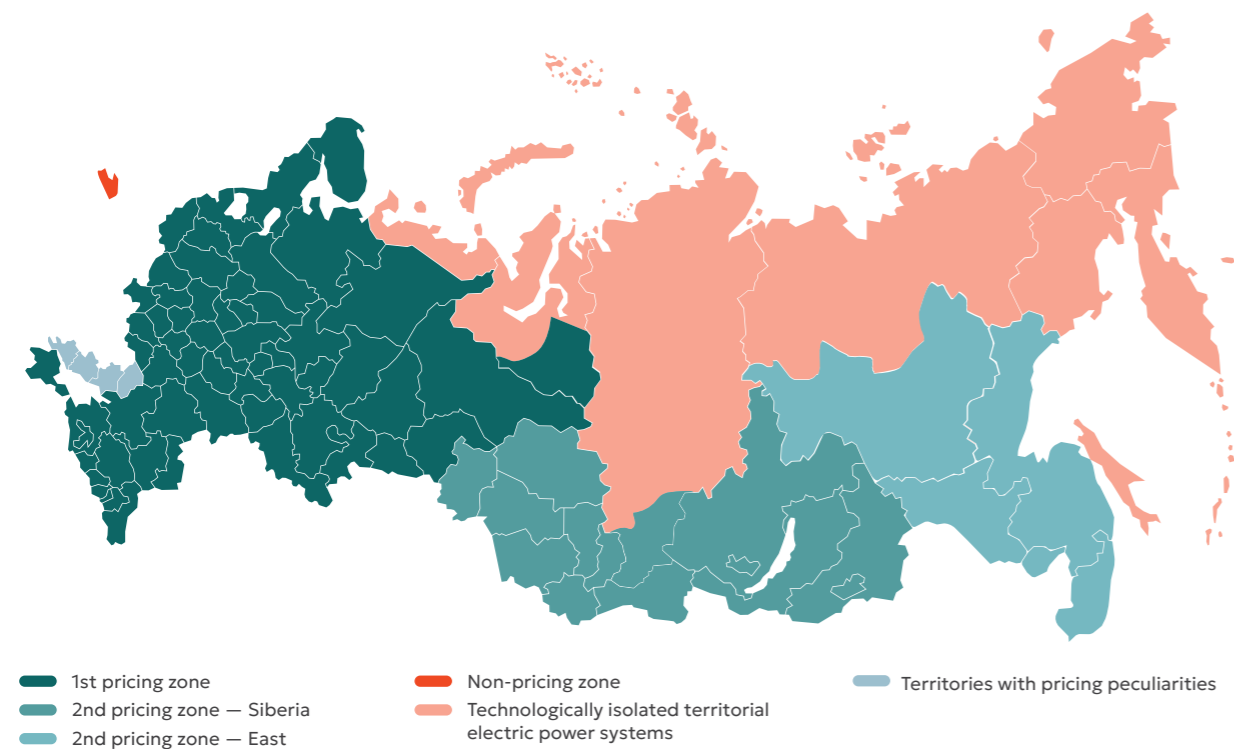 1st pricing zone
2nd pricing zone — Siberia
2nd pricing zone — East
Non-pricing zone
Technologically isolated territorial
electric power systems
Territories with pricing peculiarities